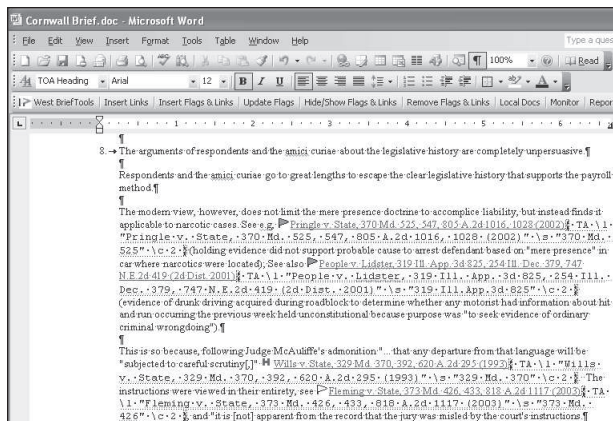 Cornwall Brief.doc - Microsoft Word
File Edit View Insert Format Tools Table Window Help Type a ques
100% Read
TOA Heading Arial 12 B I U A
West BriefTools Insert Links Insert Flags & Links Update Flags Hide/Show Flags & Links Remove Flags & Links Local Docs Monitor Repor
L 1 2 3 4 5 6
¶
8.→The arguments of respondents and the amici curiae about the legislative history are completely unpersuasive.¶
¶
Respondents and the amici curiae go to great lengths to escape the clear legislative history that supports the payroll
method.¶
¶
The modern view, however, does not limit the mere presence doctrine to accomplice liability, but instead finds it
applicable to narcotic cases. See e.g. Pringle v. State, 370 Md. 525, 547, 805 A.2d 1016, 1028 (2002){·TA·\l·
"Pringle·v.·State,·370·Md.·525,·547,·805·A.2d·1016,·1028·(2002)"·\s·"370·Md.·
525"·\c·2·}(holding evidence did not support probable cause to arrest defendant based on "mere presence" in
car where narcotics were located); See also People v. Lidster, 319 Ill. App. 3d 825, 254 Ill. Dec. 379, 747
N.E.2d 419 (2d Dist. 2001){·TA·\l·"People·v.·Lidster,·319·Ill.·App.·3d·825,·254·Ill.·
Dec.·379,·747·N.E.2d·419·(2d·Dist.·2001)"·\s·"319·Ill.·App.·3d·825"·\c·2·}
(evidence of drunk driving acquired during roadblock to determine whether any motorist had information about hit
and run occurring the previous week held unconstitutional because purpose was "to seek evidence of ordinary
criminal wrongdoing").¶
¶
This is so because, following Judge McAuliffe's admonition "... that any departure from that language will be
"subjected to careful scrutiny[,]" H Wills v. State, 329 Md. 370, 392, 620 A.2d 295 (1993){·TA·\l·"Wills·
v.·State,·329·Md.·370,·392,·620·A.2d·295·(1993)"·\s·"329·Md.·370"·\c·2·}. The
instructions were viewed in their entirety, see Fleming v. State, 373 Md. 426, 433, 818 A.2d 1117 (2003){·TA·
\l·"Fleming·v.·State,·373·Md.·426,·433,·818·A.2d·1117·(2003)"·\s·"373·Md.·
426"·\c·2·}, and "it is [not] apparent from the record that the jury was misled by the court's instructions.¶